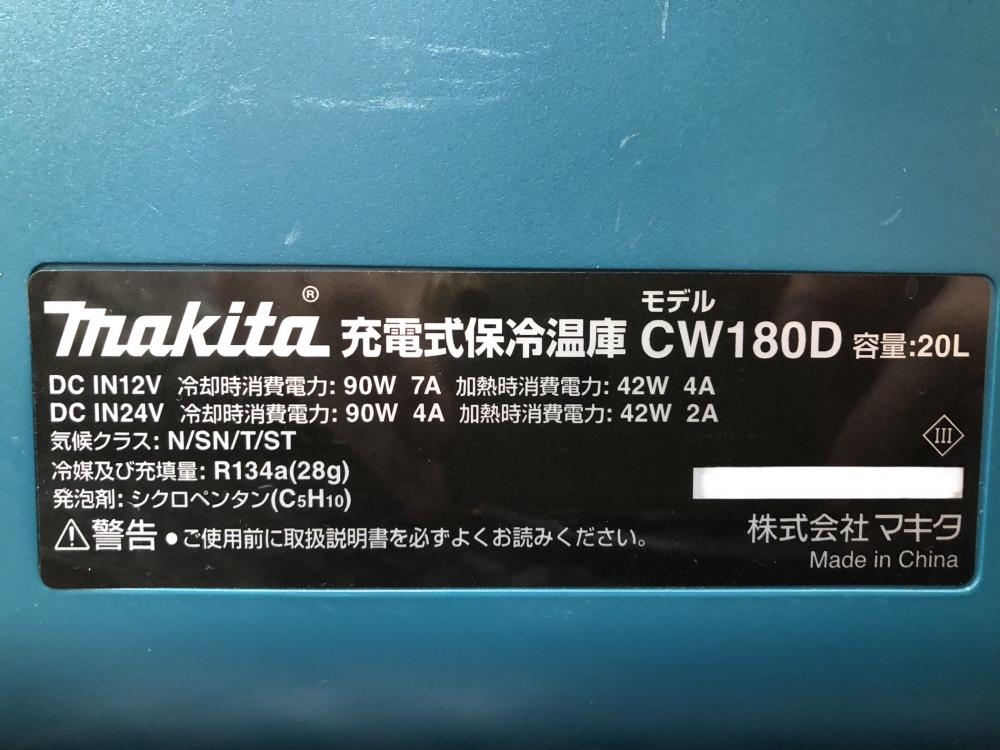 makita® 充電式保冷温庫 モデル CW180D 容量:20L
DC IN12V 冷却時消費電力: 90W 7A 加熱時消費電力: 42W 4A
DC IN24V 冷却時消費電力: 90W 4A 加熱時消費電力: 42W 2A
気候クラス: N/SN/T/ST
III
冷媒及び充填量: R134a(28g)
発泡剤: シクロペンタン(C5H10)
⚠警告 ●ご使用前に取扱説明書を必ずよくお読みください。
株式会社 マキタ
Made in China